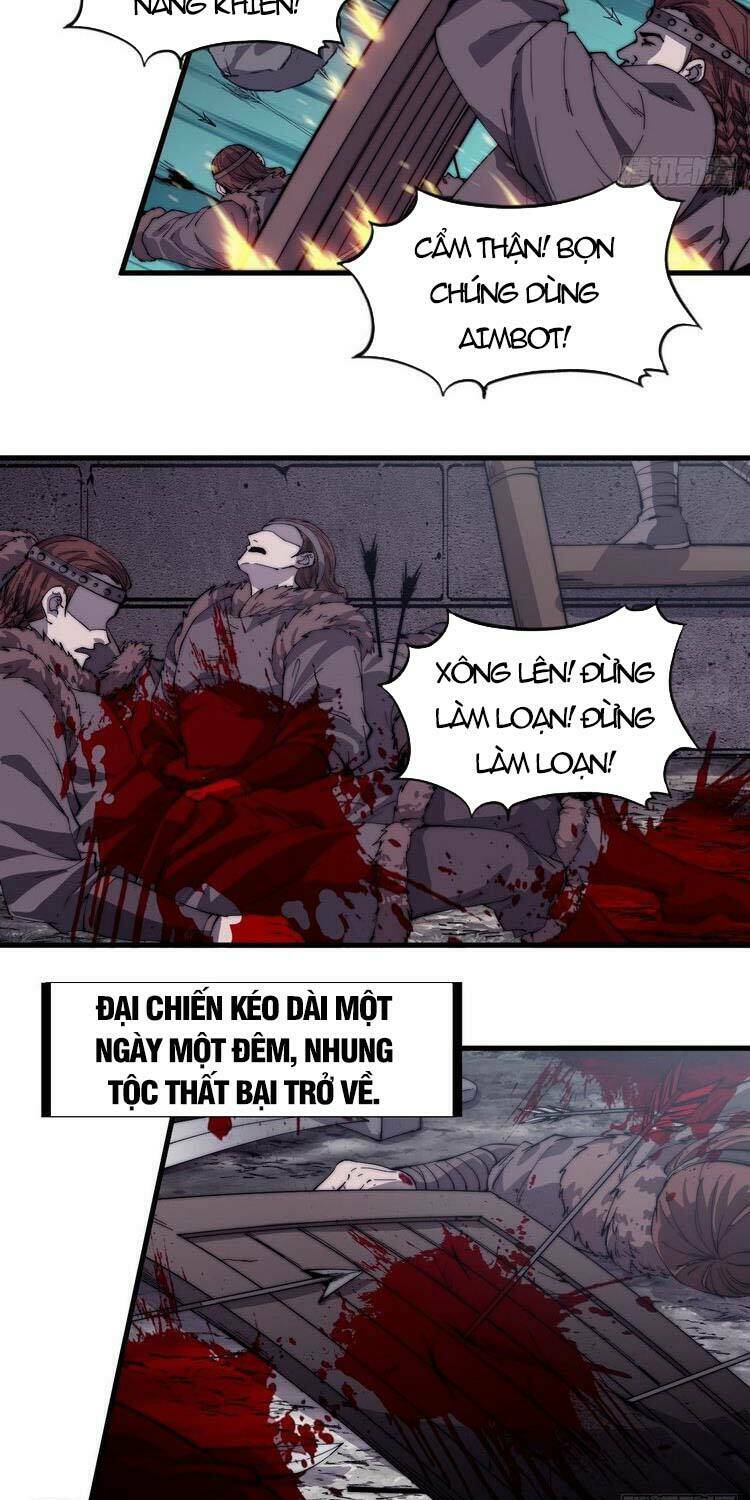 NÂNG KHIÊN!
CẨM THẬN! BỌN
CHÚNG DÙNG
AIMBOT!
XÔNG LÊN! ĐỪNG
LÀM LOẠN! ĐỪNG
LÀM LOẠN!
ĐẠI CHIẾN KÉO DÀI MỘT
NGÀY MỘT ĐÊM, NHUNG
TỘC THẤT BẠI TRỞ VỀ.